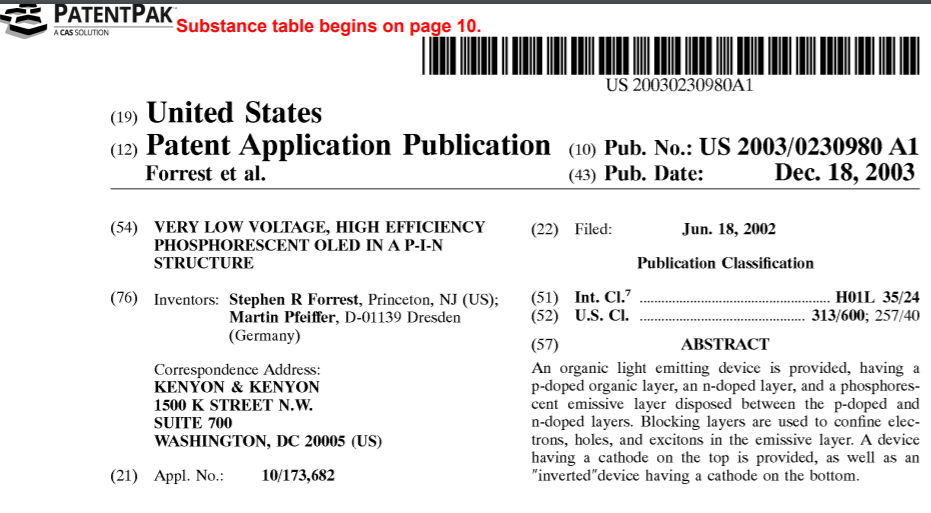 PATENTPAK™
A CAS SOLUTION
Substance table begins on page 10.
US 20030230980A1
(19) United States
(12) Patent Application Publication
Forrest et al.
(10) Pub. No.: US 2003/0230980 A1
(43) Pub. Date: Dec. 18, 2003
(54) VERY LOW VOLTAGE, HIGH EFFICIENCY
PHOSPHORESCENT OLED IN A P-I-N
STRUCTURE
(76) Inventors: Stephen R Forrest, Princeton, NJ (US);
Martin Pfeiffer, D-01139 Dresden
(Germany)
Correspondence Address:
KENYON & KENYON
1500 K STREET N.W.
SUITE 700
WASHINGTON, DC 20005 (US)
(21) Appl. No.: 10/173,682
(22) Filed: Jun. 18, 2002
Publication Classification
(51) Int. Cl.7 ..................................................... H01L 35/24
(52) U.S. Cl. ............................................. 313/600; 257/40
(57) ABSTRACT
An organic light emitting device is provided, having a
p-doped organic layer, an n-doped layer, and a phosphores-
cent emissive layer disposed between the p-doped and
n-doped layers. Blocking layers are used to confine elec-
trons, holes, and excitons in the emissive layer. A device
having a cathode on the top is provided, as well as an
"inverted"device having a cathode on the bottom.